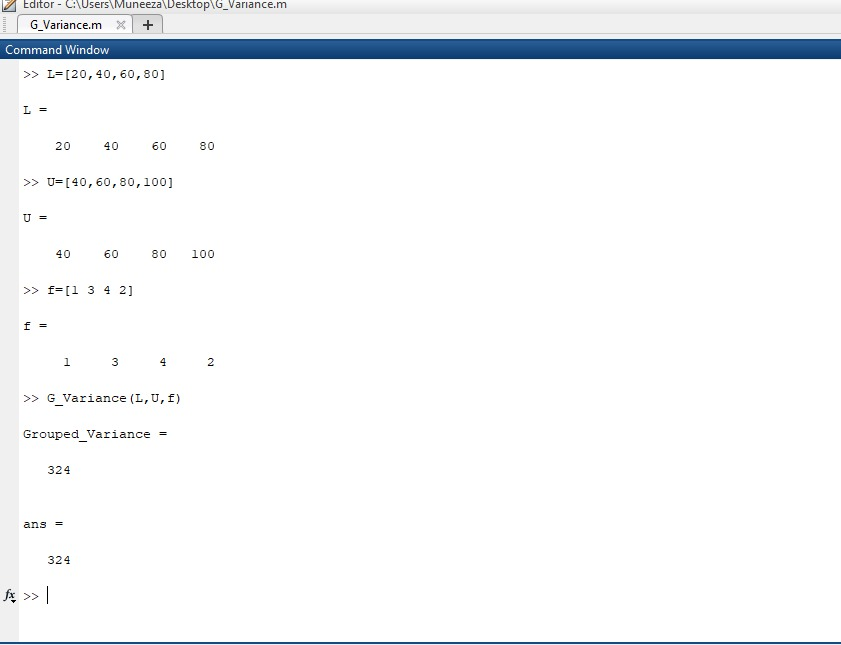 Editor - C:\Users\Muneeza\Desktop\G_Variance.m
G_Variance.m × +
Command Window
>> L=[20,40,60,80]
L =
20 40 60 80
>> U=[40,60,80,100]
U =
40 60 80 100
>> f=[1 3 4 2]
f =
1 3 4 2
>> G_Variance(L,U,f)
Grouped_Variance =
324
ans =
324
fx >>